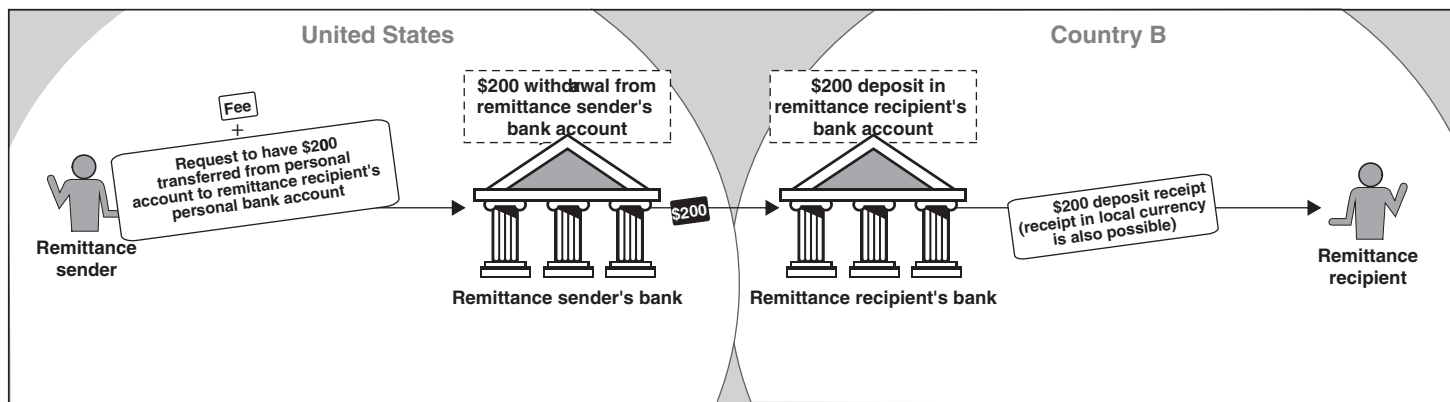 United States
Country B
Fee
+
Request to have $200
transferred from personal
account to remittance recipient's
personal bank account
Remittance
sender
$200 withdrawal from
remittance sender's
bank account
Remittance sender's bank
$200
$200 deposit in
remittance recipient's
bank account
Remittance recipient's bank
$200 deposit receipt
(receipt in local currency
is also possible)
Remittance
recipient